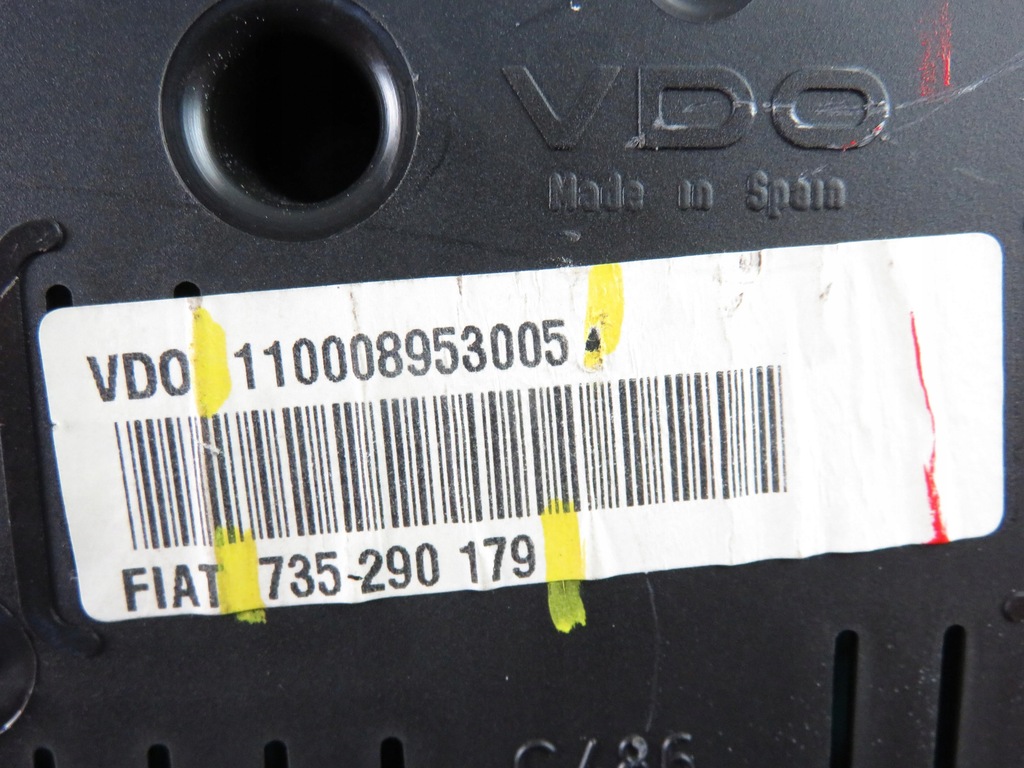 VDO
Made in Spain
VDO 110008953005
FIAT 735-290 179